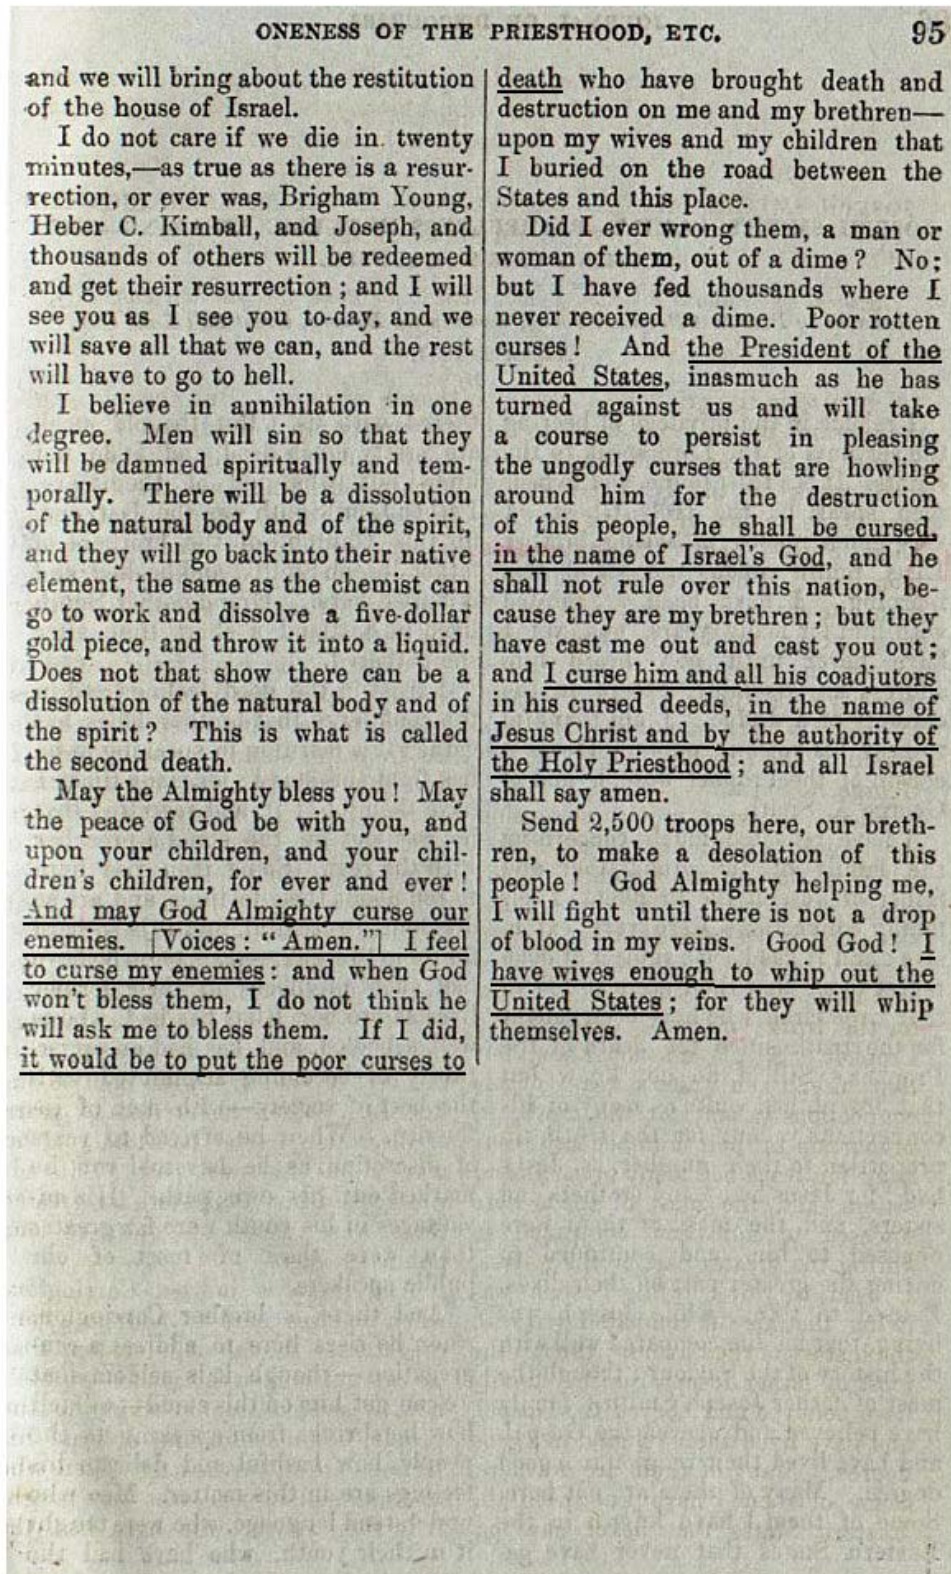 ONENESS OF THE PRIESTHOOD, ETC. 95
and we will bring about the restitution
of the house of Israel.
I do not care if we die in twenty
minutes,—as true as there is a resur-
rection, or ever was, Brigham Young,
Heber C. Kimball, and Joseph, and
thousands of others will be redeemed
and get their resurrection ; and I will
see you as I see you to-day, and we
will save all that we can, and the rest
will have to go to hell.
I believe in annihilation in one
degree. Men will sin so that they
will be damned spiritually and tem-
porally. There will be a dissolution
of the natural body and of the spirit,
and they will go back into their native
element, the same as the chemist can
go to work and dissolve a five-dollar
gold piece, and throw it into a liquid.
Does not that show there can be a
dissolution of the natural body and of
the spirit ? This is what is called
the second death.
May the Almighty bless you ! May
the peace of God be with you, and
upon your children, and your chil-
dren's children, for ever and ever !
And may God Almighty curse our
enemies. [Voices : “ Amen.”] I feel
to curse my enemies : and when God
won't bless them, I do not think he
will ask me to bless them. If I did,
it would be to put the poor curses to
death who have brought death and
destruction on me and my brethren—
upon my wives and my children that
I buried on the road between the
States and this place.
Did I ever wrong them, a man or
woman of them, out of a dime ? No;
but I have fed thousands where I
never received a dime. Poor rotten
curses ! And the President of the
United States, inasmuch as he has
turned against us and will take
a course to persist in pleasing
the ungodly curses that are howling
around him for the destruction
of this people, he shall be cursed,
in the name of Israel's God, and he
shall not rule over this nation, be-
cause they are my brethren ; but they
have cast me out and cast you out ;
and I curse him and all his coadjutors
in his cursed deeds, in the name of
Jesus Christ and by the authority of
the Holy Priesthood ; and all Israel
shall say amen.
Send 2,500 troops here, our breth-
ren, to make a desolation of this
people ! God Almighty helping me,
I will fight until there is not a drop
of blood in my veins. Good God ! I
have wives enough to whip out the
United States ; for they will whip
themselves. Amen.